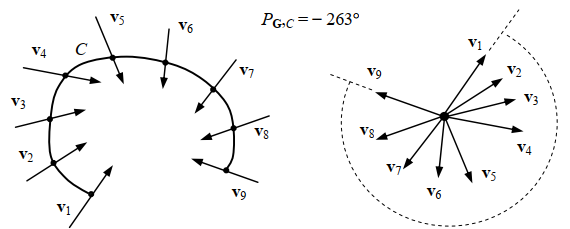 P_G,C = − 263°
v₅
v₆
C
v₄
v₇
v₃
v₈
v₂
v₉
v₁
v₁
v₉
v₂
v₃
v₈
v₄
v₇
v₅
v₆